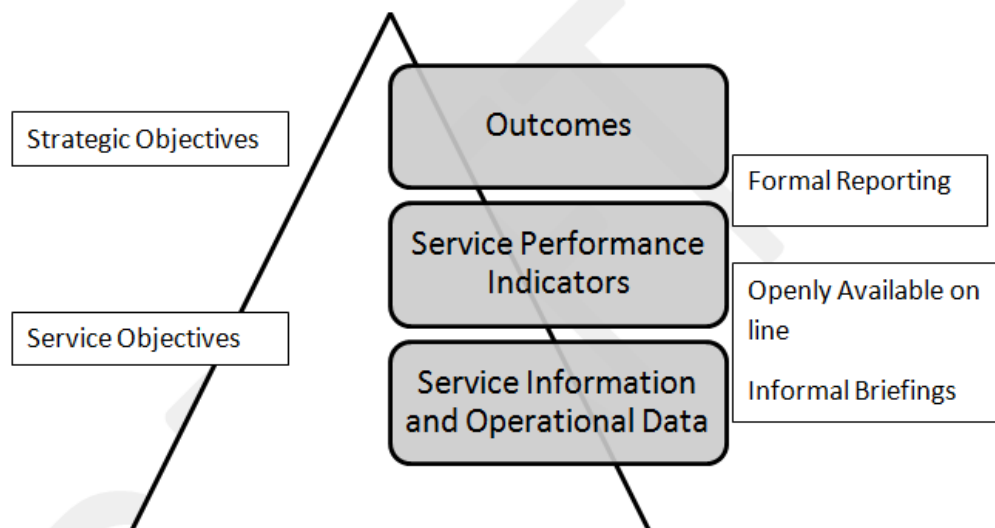 Outcomes
Strategic Objectives
Formal Reporting
Service Performance
Indicators
Openly Available on
line
Service Objectives
Informal Briefings
Service Information
and Operational Data